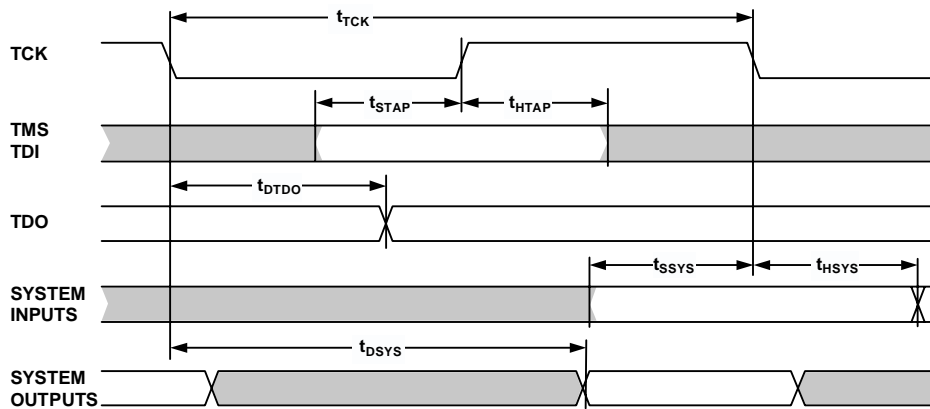 tTCK
TCK
tSTAP
tHTAP
TMS
TDI
tDTDO
TDO
tSSYS
tHSYS
SYSTEM
INPUTS
tDSYS
SYSTEM
OUTPUTS